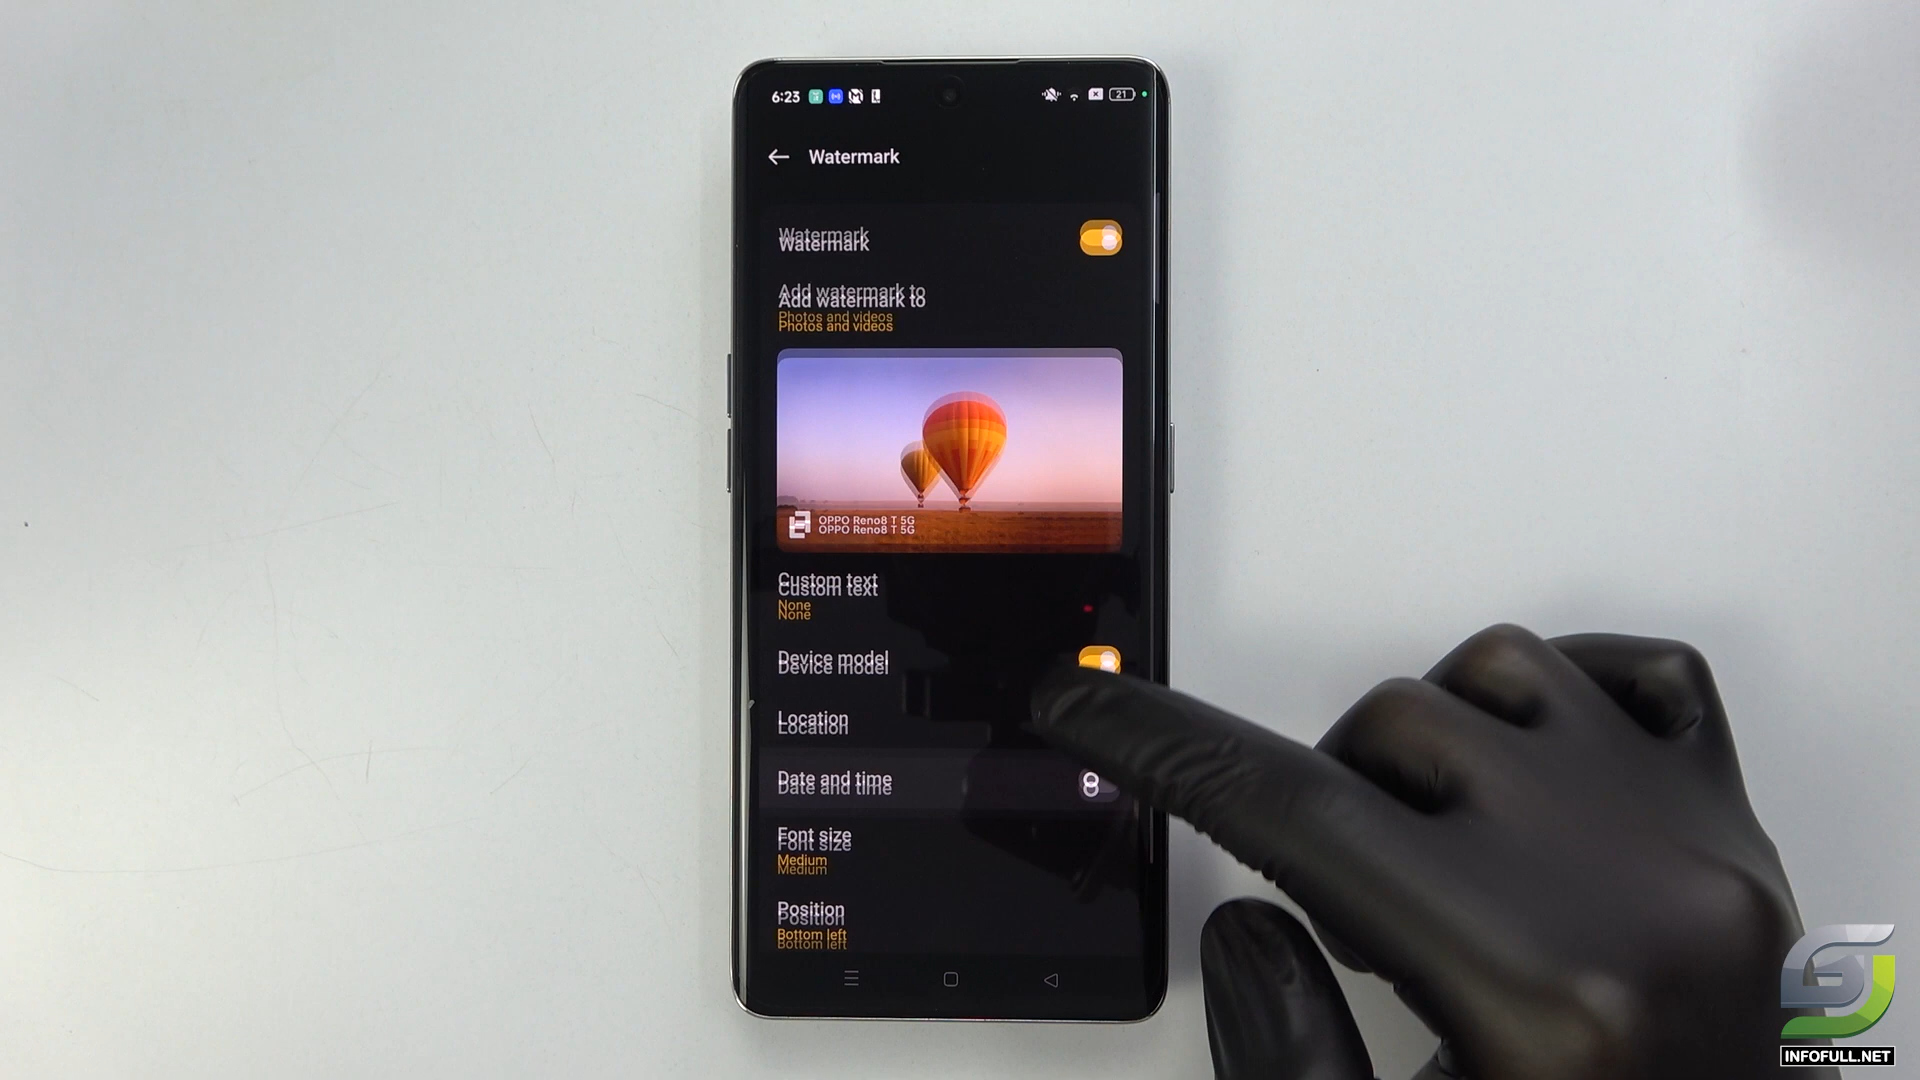 6:23
21
Watermark
Watermark
Add watermark to
Photos and videos
OPPO Reno8 T 5G
Custom text
None
Device model
Location
Date and time
Font size
Medium
Position
Bottom left
INFOFULL.NET